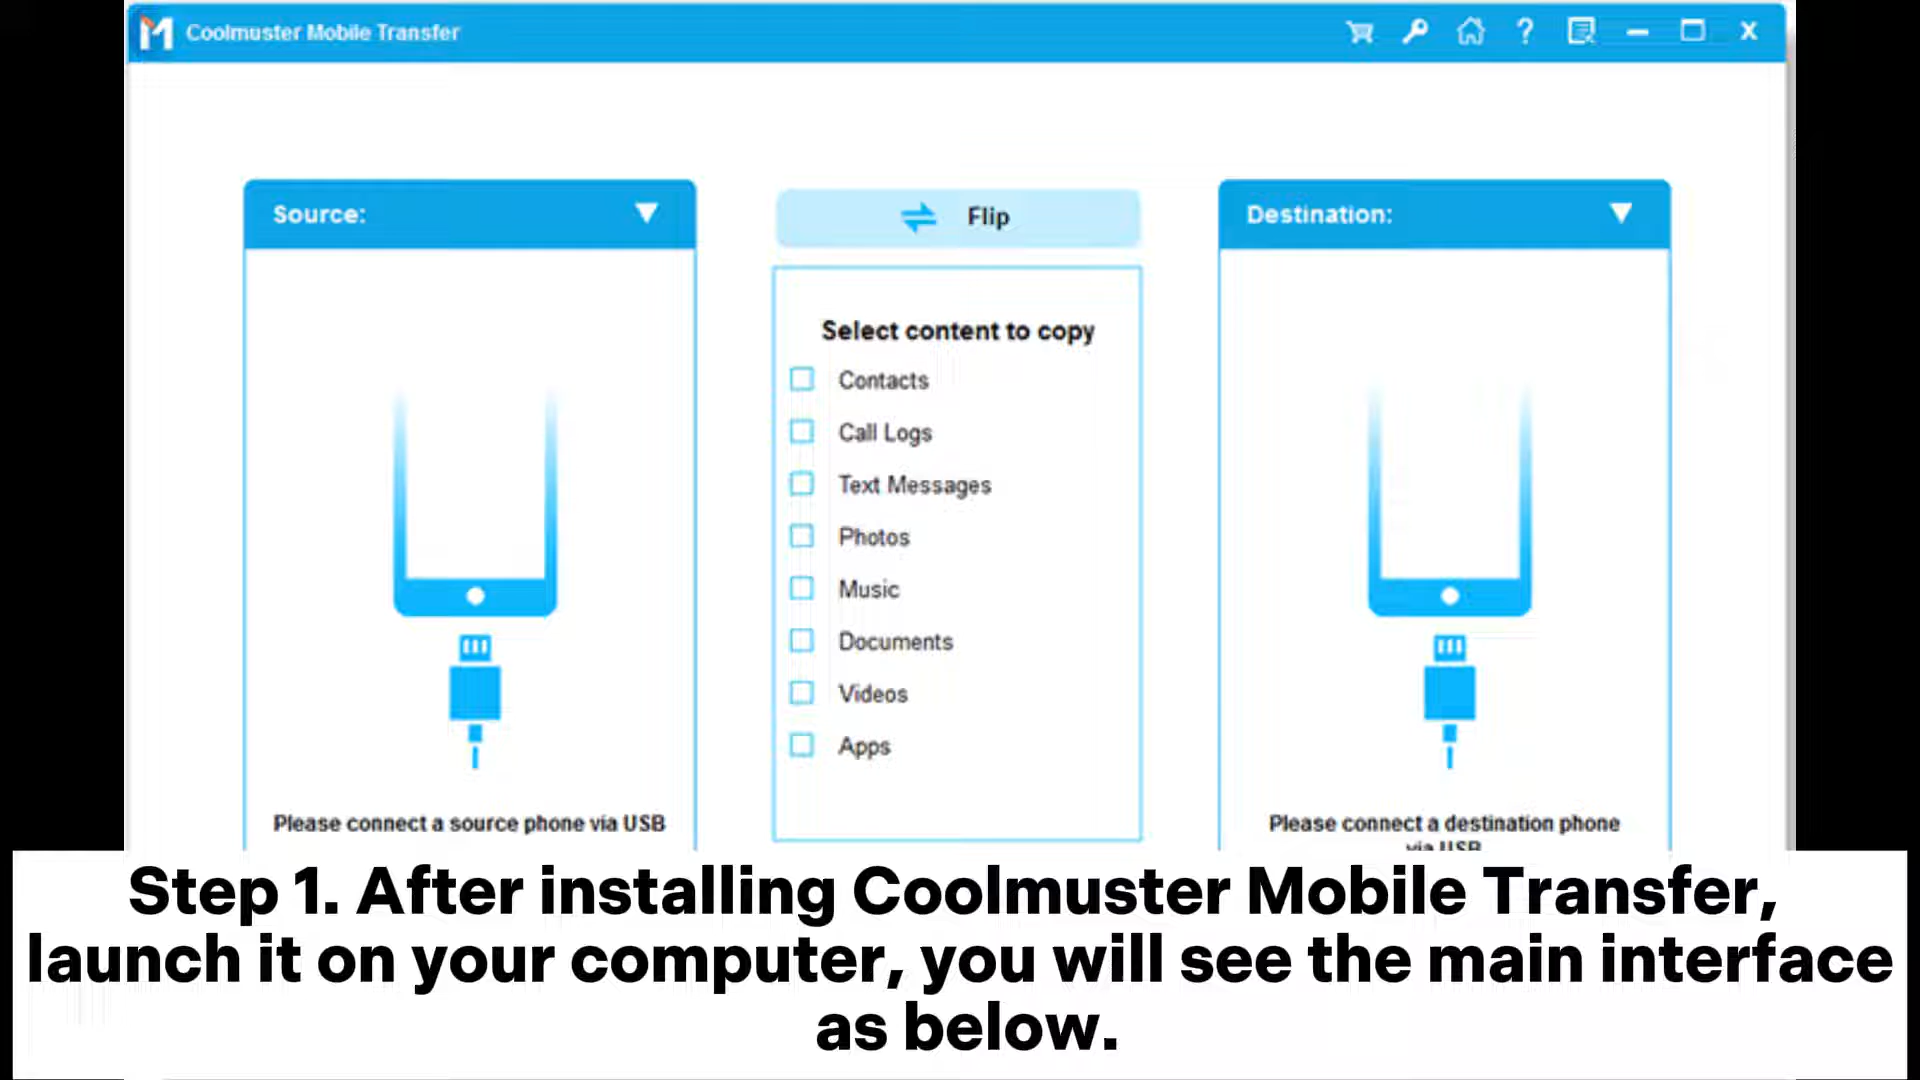 Coolmuster Mobile Transfer
Source:
Flip
Destination:
Select content to copy
Contacts
Call Logs
Text Messages
Photos
Music
Documents
Videos
Apps
Please connect a source phone via USB
Please connect a destination phone
via USB
Step 1. After installing Coolmuster Mobile Transfer,
launch it on your computer, you will see the main interface
as below.